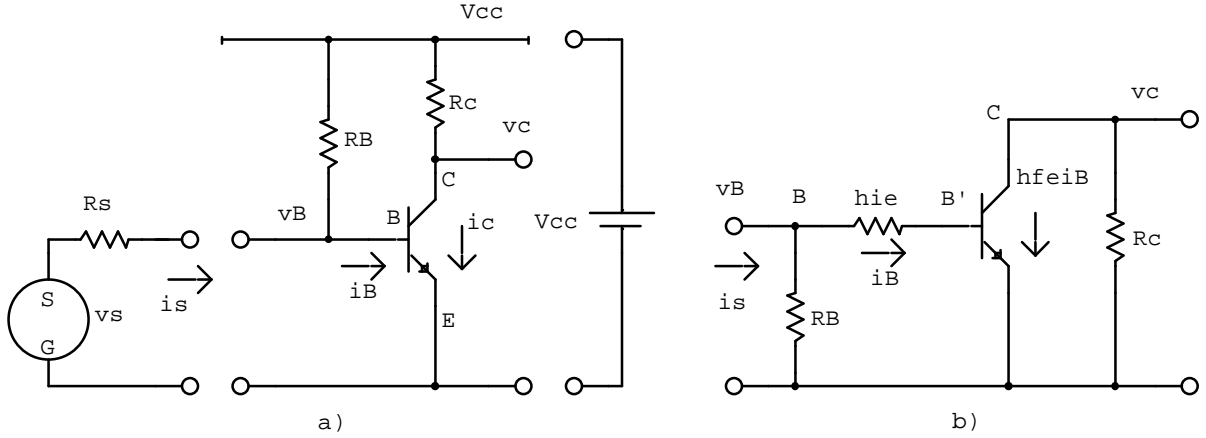 Vcc
Rc
RB
vc
C
Rs
vB
B
ic
Vcc
is
iB
S
vs
E
G
a)
vc
C
vB
B
hie
B'
hfeiB
Rc
iB
is
RB
b)